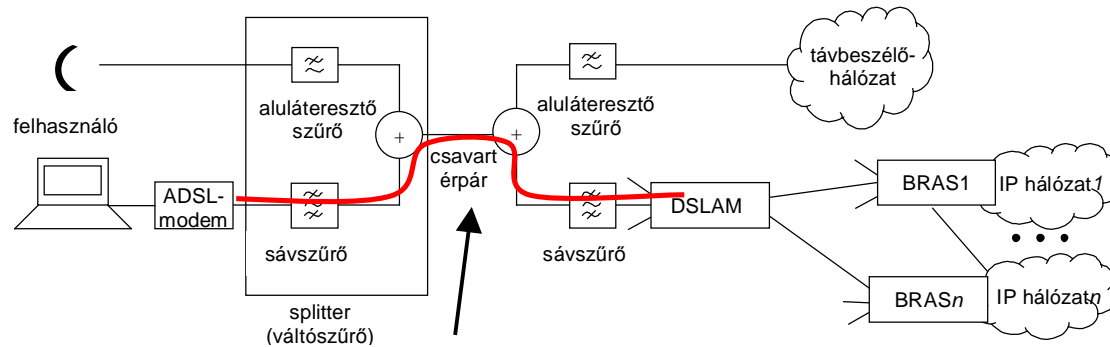 felhasználó
ADSL-
modem
aluláteresztő
szűrő
sávszűrő
splitter
(váltószűrő)
+
csavart
érpár
+
aluláteresztő
szűrő
sávszűrő
távbeszélő-
hálózat
DSLAM
BRAS1
IP hálózat1
• • •
BRASn
IP hálózatn